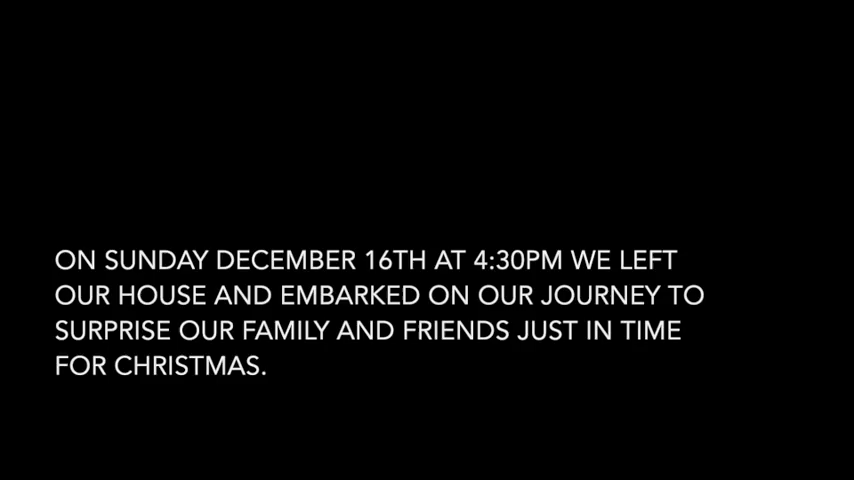 ON SUNDAY DECEMBER 16TH AT 4:30PM WE LEFT
OUR HOUSE AND EMBARKED ON OUR JOURNEY TO
SURPRISE OUR FAMILY AND FRIENDS JUST IN TIME
FOR CHRISTMAS.